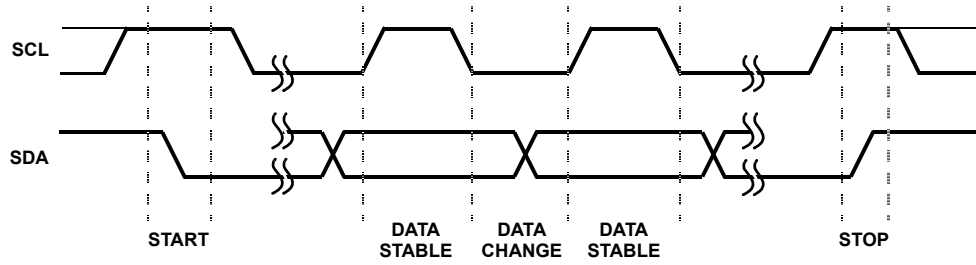 SCL
SDA
START
DATA
STABLE
DATA
CHANGE
DATA
STABLE
STOP